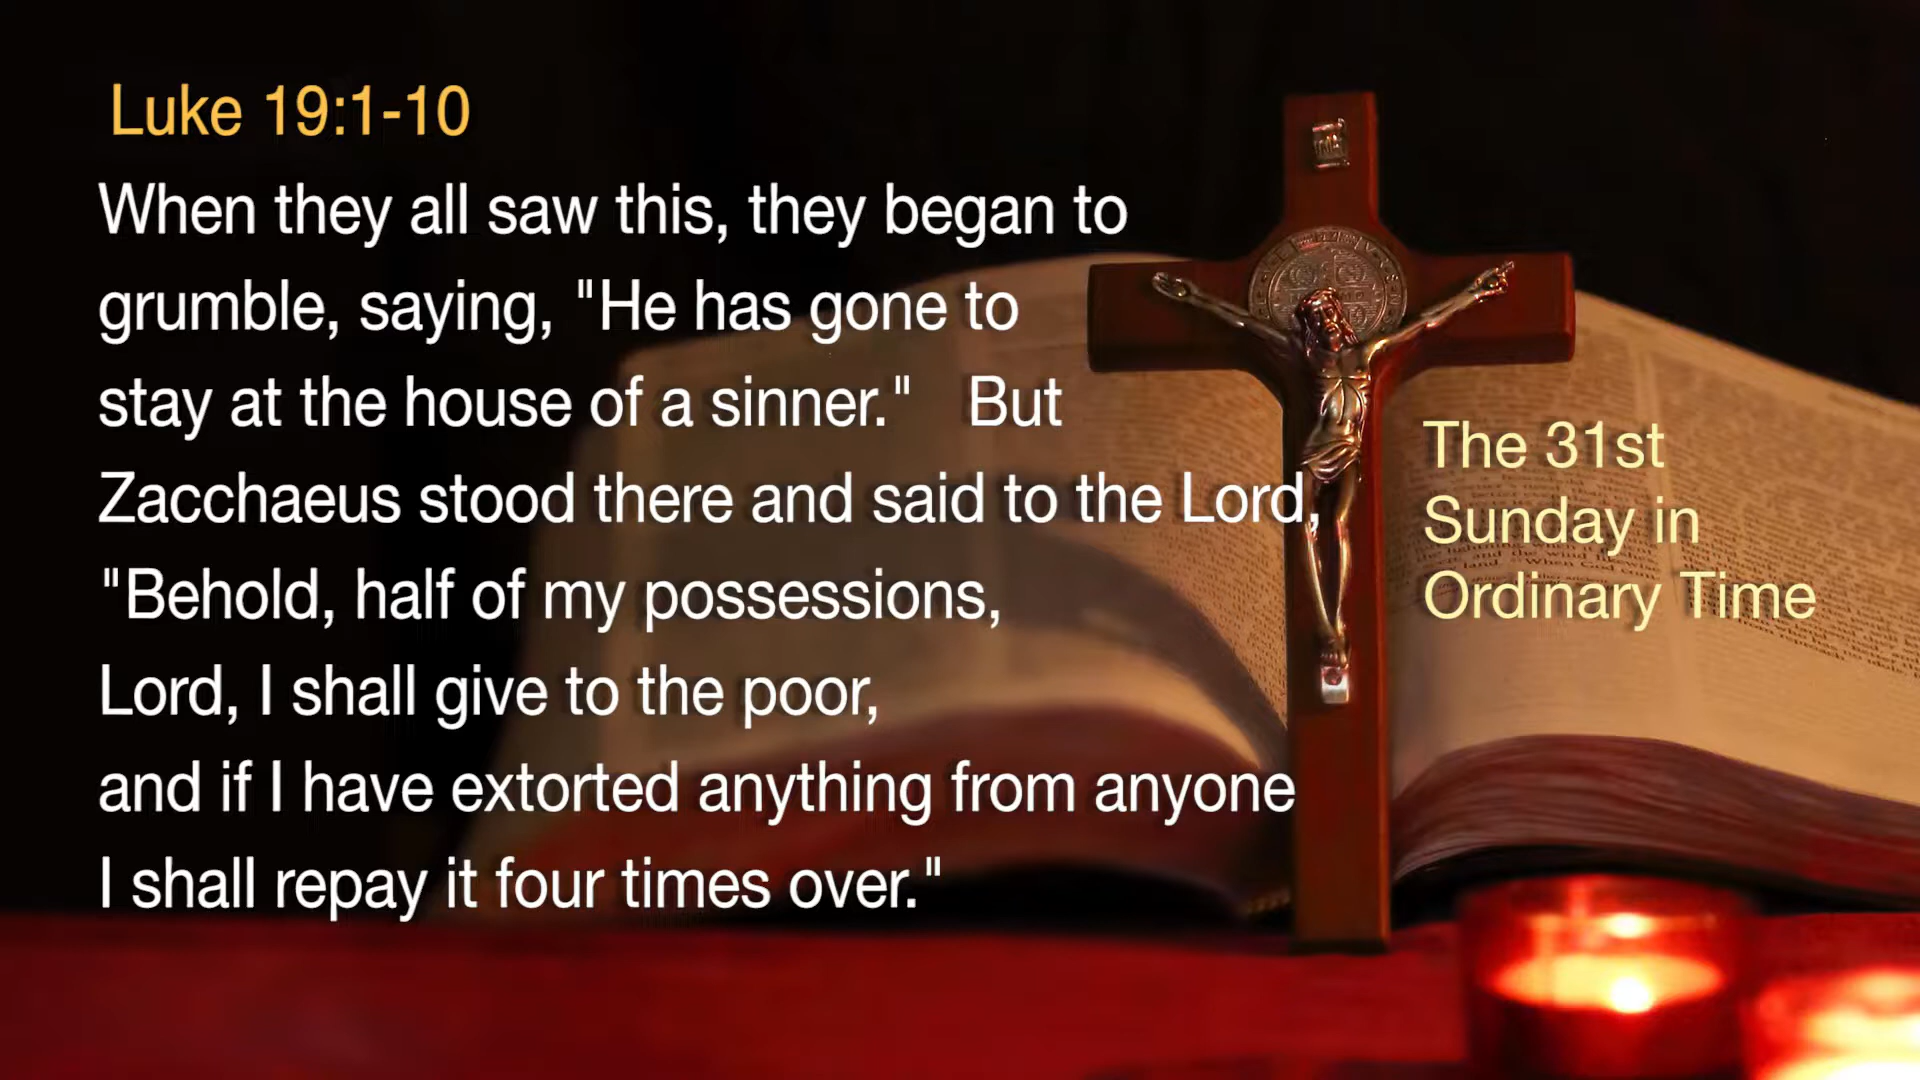 Luke 19:1-10
When they all saw this, they began to
grumble, saying, "He has gone to
stay at the house of a sinner."   But
Zacchaeus stood there and said to the Lord,
"Behold, half of my possessions,
Lord, I shall give to the poor,
and if I have extorted anything from anyone
I shall repay it four times over."
The 31st
Sunday in
Ordinary Time